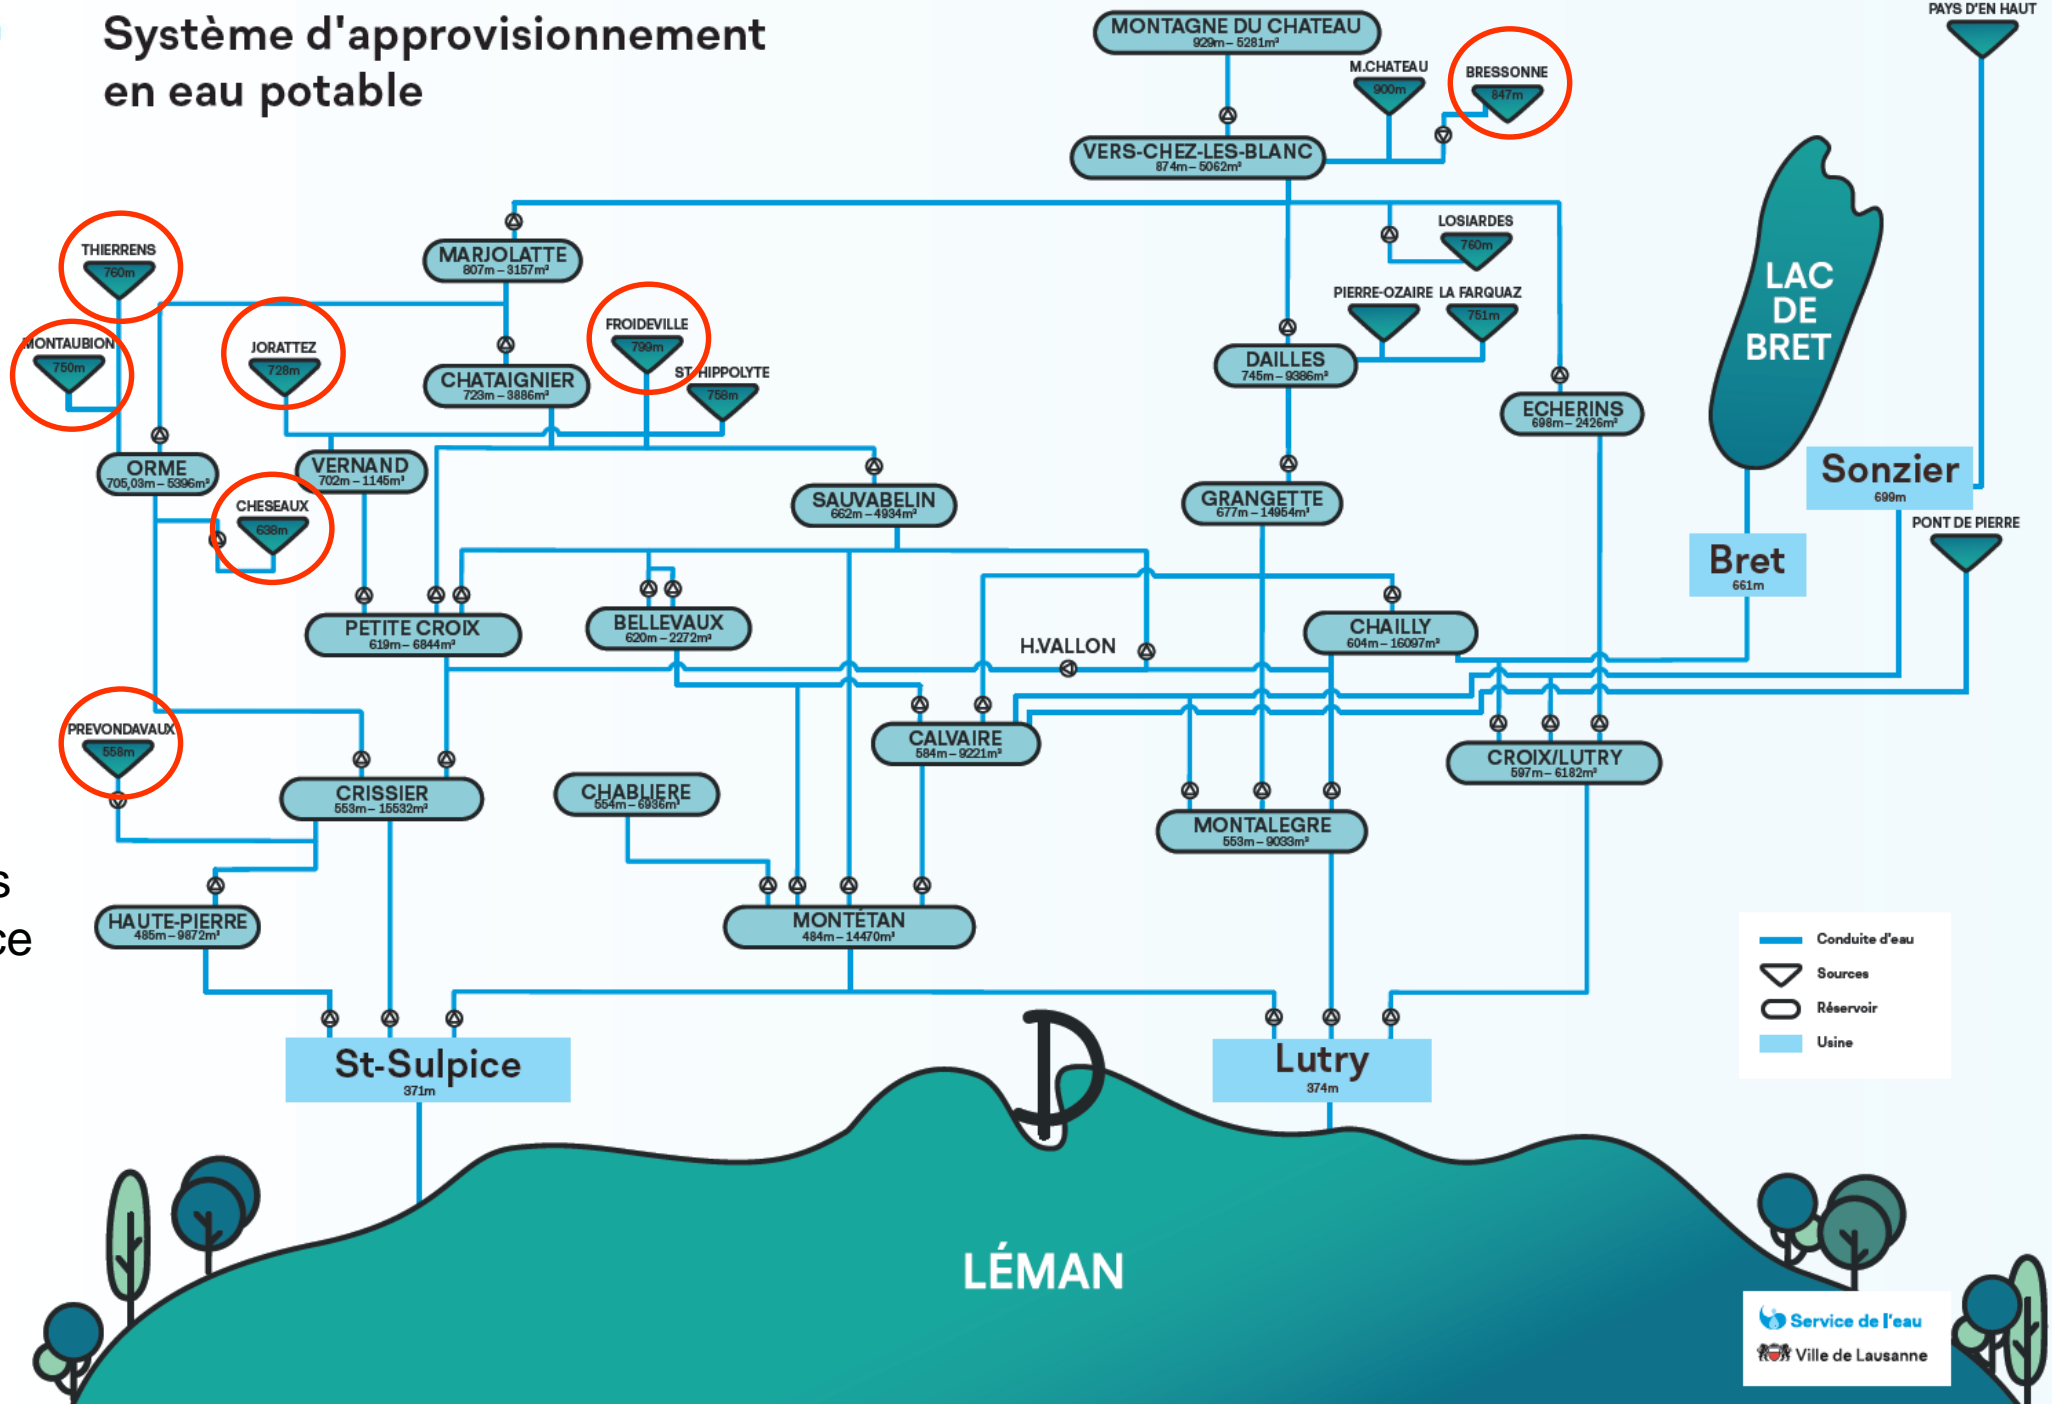 Système d'approvisionnement
en eau potable
MONTAGNE DU CHATEAU
929m – 5281m³
PAYS D'EN HAUT
M.CHATEAU
900m
BRESSONNE
847m
VERS-CHEZ-LES-BLANC
874m – 5062m³
THIERRENS
760m
MARJOLATTE
807m – 3157m³
LOSIARDES
760m
MONTAUBION
750m
JORATTEZ
728m
FROIDEVILLE
799m
ST-HIPPOLYTE
758m
PIERRE-OZAIRE
LA FARQUAZ
751m
CHATAIGNIER
723m – 3886m³
DAILLES
745m – 9386m³
ECHERINS
698m – 2426m³
LAC
DE
BRET
ORME
705,03m – 5396m³
VERNAND
702m – 1145m³
SAUVABELIN
662m – 4934m³
GRANGETTE
677m – 14954m³
Sonzier
699m
CHESEAUX
638m
PONT DE PIERRE
Bret
661m
PETITE CROIX
619m – 6844m³
BELLEVAUX
620m – 2272m³
H.VALLON
CHAILLY
604m – 16097m³
PREVONDAVAUX
558m
CALVAIRE
584m – 9221m³
CROIX/LUTRY
597m – 6182m³
CRISSIER
553m – 15532m³
CHABLIERE
554m – 6936m³
MONTALEGRE
553m – 9033m³
s
ce
HAUTE-PIERRE
485m – 9872m³
MONTÉTAN
484m – 14470m³
Conduite d'eau
Sources
Réservoir
Usine
St-Sulpice
371m
Lutry
374m
LÉMAN
Service de l'eau
Ville de Lausanne